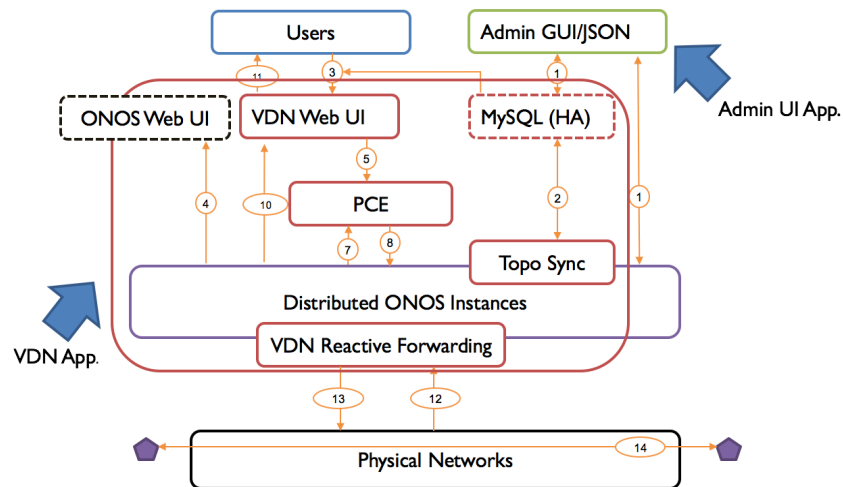 Users
Admin GUI/JSON
11
3
1
Admin UI App.
ONOS Web UI
VDN Web UI
MySQL (HA)
5
4
10
PCE
2
1
7
8
Topo Sync
Distributed ONOS Instances
VDN App.
VDN Reactive Forwarding
13
12
14
Physical Networks